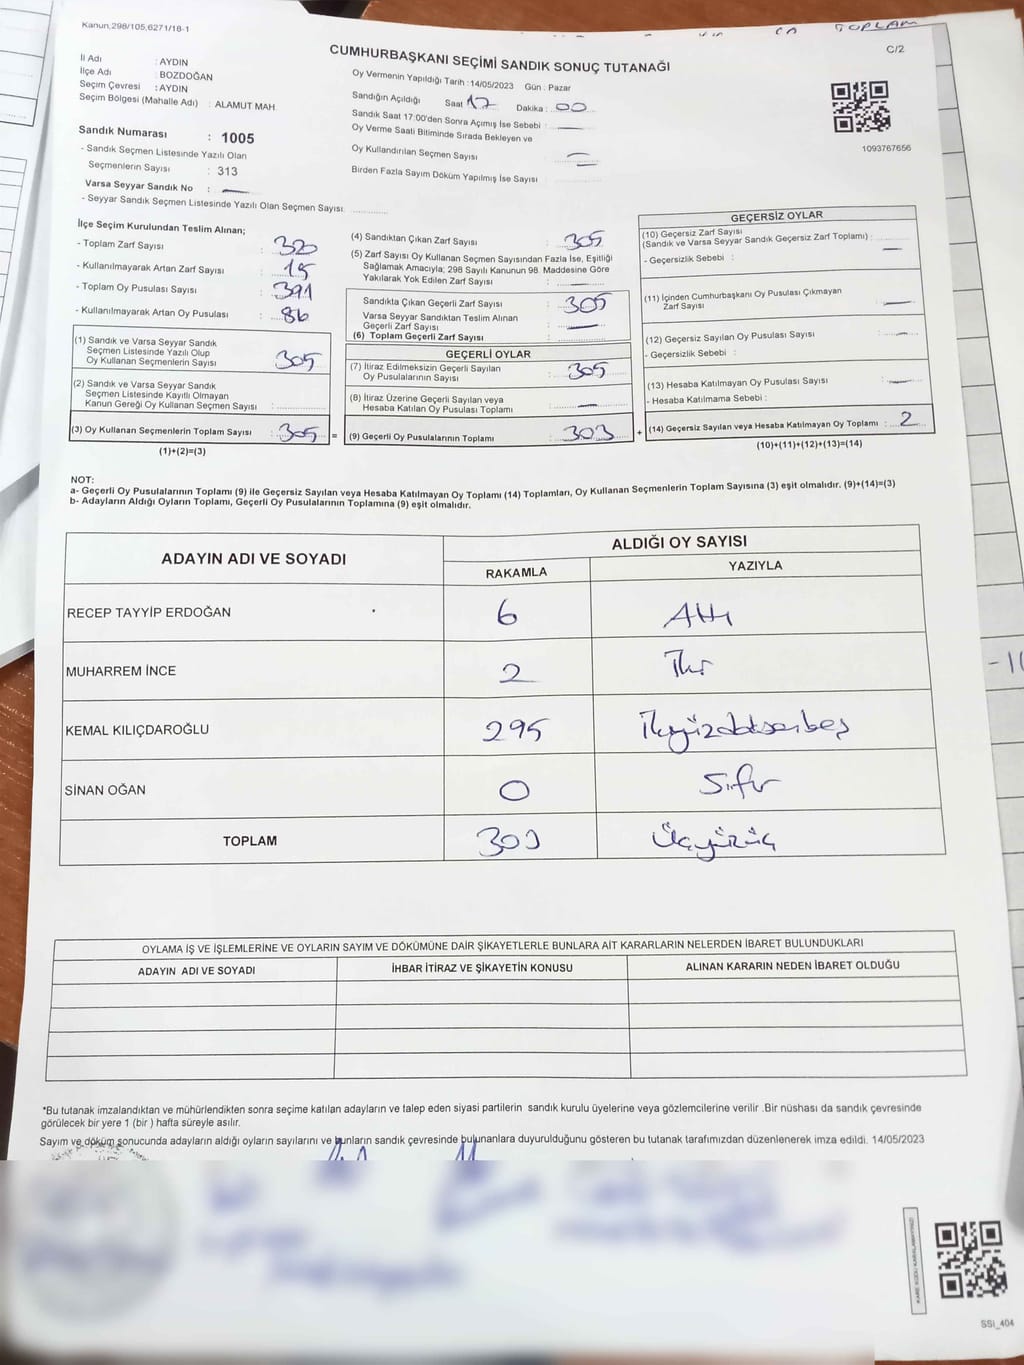 TOPLAM
Kanun,298/105,6271/18-1
C/2
CUMHURBAŞKANI SEÇİMİ SANDIK SONUÇ TUTANAĞI
İl Adı : AYDIN
İlçe Adı : BOZDOĞAN
Seçim Çevresi : AYDIN
Seçim Bölgesi (Mahalle Adı) : ALAMUT MAH.
Oy Vermenin Yapıldığı Tarih :14/05/2023 Gün : Pazar
Sandığın Açıldığı Saat 17 Dakika : 00
Sandık Saat 17:00'den Sonra Açımış İse Sebebi :
Oy Verme Saati Bitiminde Sırada Bekleyen ve
Oy Kullandırılan Seçmen Sayısı
Birden Fazla Sayım Döküm Yapılmış İse Sayısı :
1093767656
Sandık Numarası : 1005
- Sandık Seçmen Listesinde Yazılı Olan
Seçmenlerin Sayısı : 313
Varsa Seyyar Sandık No :
- Seyyar Sandık Seçmen Listesinde Yazılı Olan Seçmen Sayısı:
İlçe Seçim Kurulundan Teslim Alınan;
- Toplam Zarf Sayısı : 320
- Kullanılmayarak Artan Zarf Sayısı : 15
- Toplam Oy Pusulası Sayısı : 391
- Kullanılmayarak Artan Oy Pusulası : 86
(1) Sandık ve Varsa Seyyar Sandık
Seçmen Listesinde Yazılı Olup
Oy Kullanan Seçmenlerin Sayısı : 305
(2) Sandık ve Varsa Seyyar Sandık
Seçmen Listesinde Kayıtlı Olmayan
Kanun Gereği Oy Kullanan Seçmen Sayısı :
(3) Oy Kullanan Seçmenlerin Toplam Sayısı : 305 =
(1)+(2)=(3)
(4) Sandıktan Çıkan Zarf Sayısı : 305
(5) Zarf Sayısı Oy Kullanan Seçmen Sayısından Fazla İse, Eşitliği
Sağlamak Amacıyla; 298 Sayılı Kanunun 98. Maddesine Göre
Yakılarak Yok Edilen Zarf Sayısı :
Sandıkta Çıkan Geçerli Zarf Sayısı : 305
Varsa Seyyar Sandıktan Teslim Alınan
Geçerli Zarf Sayısı :
(6) Toplam Geçerli Zarf Sayısı :
GEÇERLİ OYLAR
(7) İtiraz Edilmeksizin Geçerli Sayılan
Oy Pusulalarının Sayısı : 305
(8) İtiraz Üzerine Geçerli Sayılan veya
Hesaba Katılan Oy Pusulası Toplamı :
(9) Geçerli Oy Pusulalarının Toplamı : 303 +
GEÇERSİZ OYLAR
(10) Geçersiz Zarf Sayısı
(Sandık ve Varsa Seyyar Sandık Geçersiz Zarf Toplamı) :
- Geçersizlik Sebebi :
(11) İçinden Cumhurbaşkanı Oy Pusulası Çıkmayan
Zarf Sayısı :
(12) Geçersiz Sayılan Oy Pusulası Sayısı :
- Geçersizlik Sebebi :
(13) Hesaba Katılmayan Oy Pusulası Sayısı :
- Hesaba Katılmama Sebebi :
(14) Geçersiz Sayılan veya Hesaba Katılmayan Oy Toplamı : 2
(10)+(11)+(12)+(13)=(14)
NOT:
a- Geçerli Oy Pusulalarının Toplamı (9) ile Geçersiz Sayılan veya Hesaba Katılmayan Oy Toplamı (14) Toplamları, Oy Kullanan Seçmenlerin Toplam Sayısına (3) eşit olmalıdır. (9)+(14)=(3)
b- Adayların Aldığı Oyların Toplamı, Geçerli Oy Pusulalarının Toplamına (9) eşit olmalıdır.
ADAYIN ADI VE SOYADI
ALDIĞI OY SAYISI
RAKAMLA YAZIYLA
RECEP TAYYİP ERDOĞAN 6 Altı
MUHARREM İNCE 2 İki
KEMAL KILIÇDAROĞLU 295 İkiyüzdoksanbeş
SİNAN OĞAN 0 Sıfır
TOPLAM 303 Üçyüzüç
OYLAMA İŞ VE İŞLEMLERİNE VE OYLARIN SAYIM VE DÖKÜMÜNE DAİR ŞİKAYETLERLE BUNLARA AİT KARARLARIN NELERDEN İBARET BULUNDUKLARI
ADAYIN ADI VE SOYADI İHBAR İTİRAZ VE ŞİKAYETİN KONUSU ALINAN KARARIN NEDEN İBARET OLDUĞU
*Bu tutanak imzalandıktan ve mühürlendikten sonra seçime katılan adayların ve talep eden siyasi partilerin sandık kurulu üyelerine veya gözlemcilerine verilir .Bir nüshası da sandık çevresinde
görülecek bir yere 1 (bir ) hafta süreyle asılır.
Sayım ve döküm sonucunda adayların aldığı oyların sayılarını ve bunların sandık çevresinde bulunanlara duyurulduğunu gösteren bu tutanak tarafımızdan düzenlenerek imza edildi. 14/05/2023
KARE KODU KARALAMAYINIZ!
SSI_404